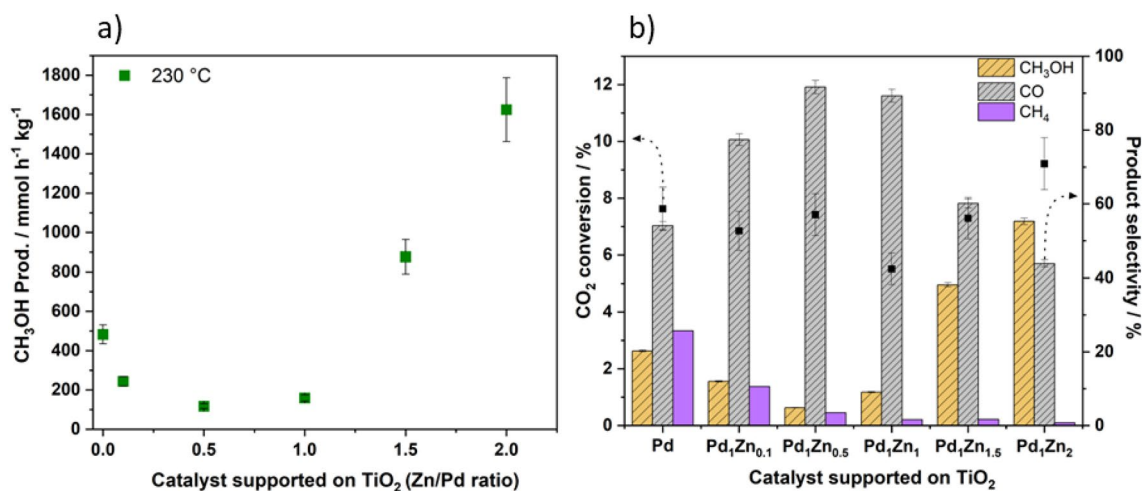 a)
CH₃OH Prod. / mmol h⁻¹ kg⁻¹
1800
1600
1400
1200
1000
800
600
400
200
0
230 °C
0.0 0.5 1.0 1.5 2.0
Catalyst supported on TiO₂ (Zn/Pd ratio)
b)
CO₂ conversion / %
12
10
8
6
4
2
0
CH₃OH
CO
CH₄
100
80
60
40
20
0
Product selectivity / %
Pd Pd₁Zn₀.₁ Pd₁Zn₀.₅ Pd₁Zn₁ Pd₁Zn₁.₅ Pd₁Zn₂
Catalyst supported on TiO₂